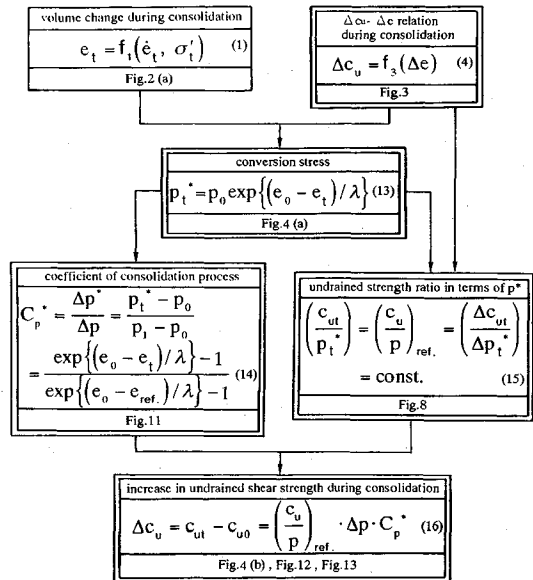 volume change during consolidation
e_t = f_1(ė_t, σ'_t) (1)
Fig.2 (a)
Δcu- Δe relation
during consolidation
Δc_u = f_3(Δe) (4)
Fig.3
conversion stress
p_t* = p_0 exp{(e_0 − e_t)/λ} (13)
Fig.4 (a)
coefficient of consolidation process
C_p* = Δp*/Δp = (p_t* − p_0)/(p_1 − p_0)
= (exp{(e_0 − e_t)/λ} − 1)/(exp{(e_0 − e_ref.)/λ} − 1) (14)
Fig.11
undrained strength ratio in terms of p*
(c_ut/p_t*) = (c_u/p)_ref. = (Δc_ut/Δp_t*)
= const. (15)
Fig.8
increase in undrained shear strength during consolidation
Δc_u = c_ut − c_u0 = (c_u/p)_ref. · Δp · C_p* (16)
Fig.4 (b) , Fig.12 , Fig.13